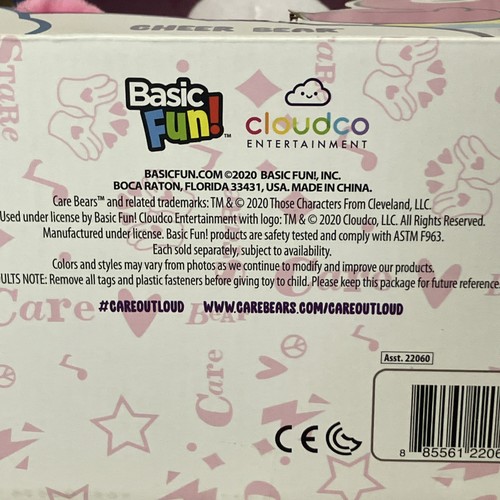 CHEER BEAR
Basic
Fun!™
cloudco
ENTERTAINMENT
BASICFUN.COM ©2020 BASIC FUN!, INC.
BOCA RATON, FLORIDA 33431, USA. MADE IN CHINA.
Care Bears™ and related trademarks: TM & © 2020 Those Characters From Cleveland, LLC.
Used under license by Basic Fun! Cloudco Entertainment with logo: TM & © 2020 Cloudco, LLC. All Rights Reserved.
Manufactured under license. Basic Fun! products are safety tested and comply with ASTM F963.
Each sold separately, subject to availability.
Colors and styles may vary from photos as we continue to modify and improve our products.
ULTS NOTE: Remove all tags and plastic fasteners before giving toy to child. Please keep this package for future reference.
#CAREOUTLOUD WWW.CAREBEARS.COM/CAREOUTLOUD
StaRe
Care
BeAR
Care
Care
Asst. 22060
CE
8 85561 2206